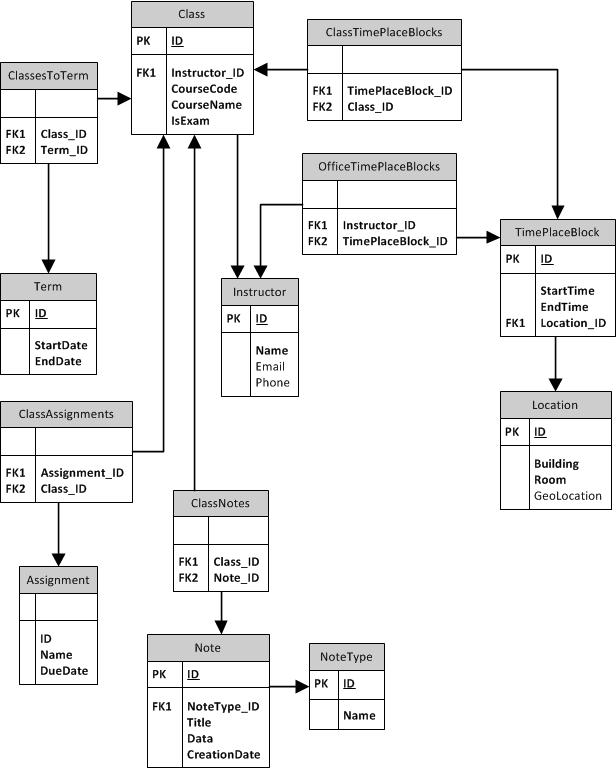 Class
PK ID
FK1 Instructor_ID
CourseCode
CourseName
IsExam
ClassTimePlaceBlocks
FK1 TimePlaceBlock_ID
FK2 Class_ID
ClassesToTerm
FK1 Class_ID
FK2 Term_ID
OfficeTimePlaceBlocks
FK1 Instructor_ID
FK2 TimePlaceBlock_ID
TimePlaceBlock
PK ID
StartTime
EndTime
FK1 Location_ID
Term
PK ID
StartDate
EndDate
Instructor
PK ID
Name
Email
Phone
Location
PK ID
Building
Room
GeoLocation
ClassAssignments
FK1 Assignment_ID
FK2 Class_ID
ClassNotes
FK1 Class_ID
FK2 Note_ID
Assignment
ID
Name
DueDate
Note
PK ID
FK1 NoteType_ID
Title
Data
CreationDate
NoteType
PK ID
Name